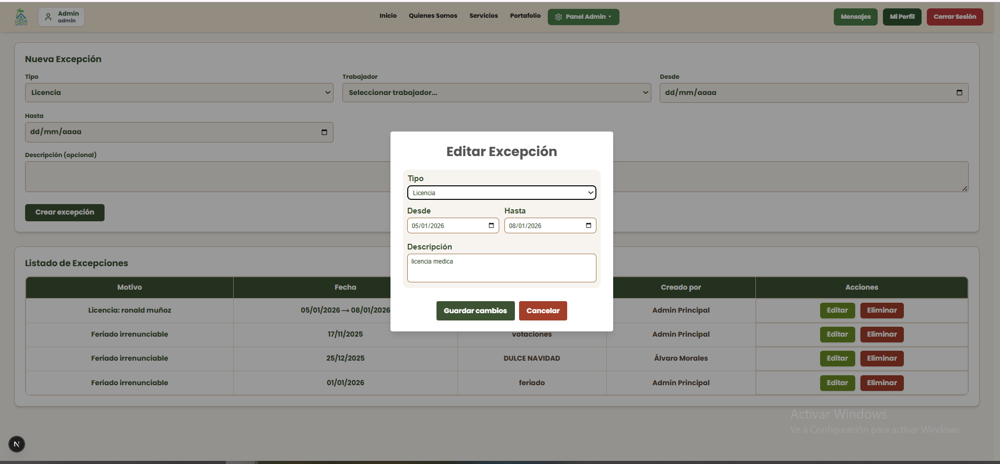 Admin
admin
Inicio
Quienes Somos
Servicios
Portafolio
Panel Admin
Mensajes
Mi Perfil
Cerrar Sesión
Nueva Excepción
Tipo
Trabajador
Desde
Licencia
Seleccionar trabajador...
dd/mm/aaaa
Hasta
dd/mm/aaaa
Descripción (opcional)
Crear excepción
Editar Excepción
Tipo
Licencia
Desde
Hasta
05/01/2026
08/01/2026
Descripción
licencia medica
Guardar cambios
Cancelar
Listado de Excepciones
Motivo
Fecha
Creado por
Acciones
Licencia: ronald muñoz
05/01/2026 → 08/01/2026
Admin Principal
Editar
Eliminar
Feriado irrenunciable
17/11/2025
votaciones
Admin Principal
Editar
Eliminar
Feriado irrenunciable
25/12/2025
DULCE NAVIDAD
Álvaro Morales
Editar
Eliminar
Feriado irrenunciable
01/01/2026
feriado
Admin Principal
Editar
Eliminar
Activar Windows
Ve a Configuración para activar Windows.
N